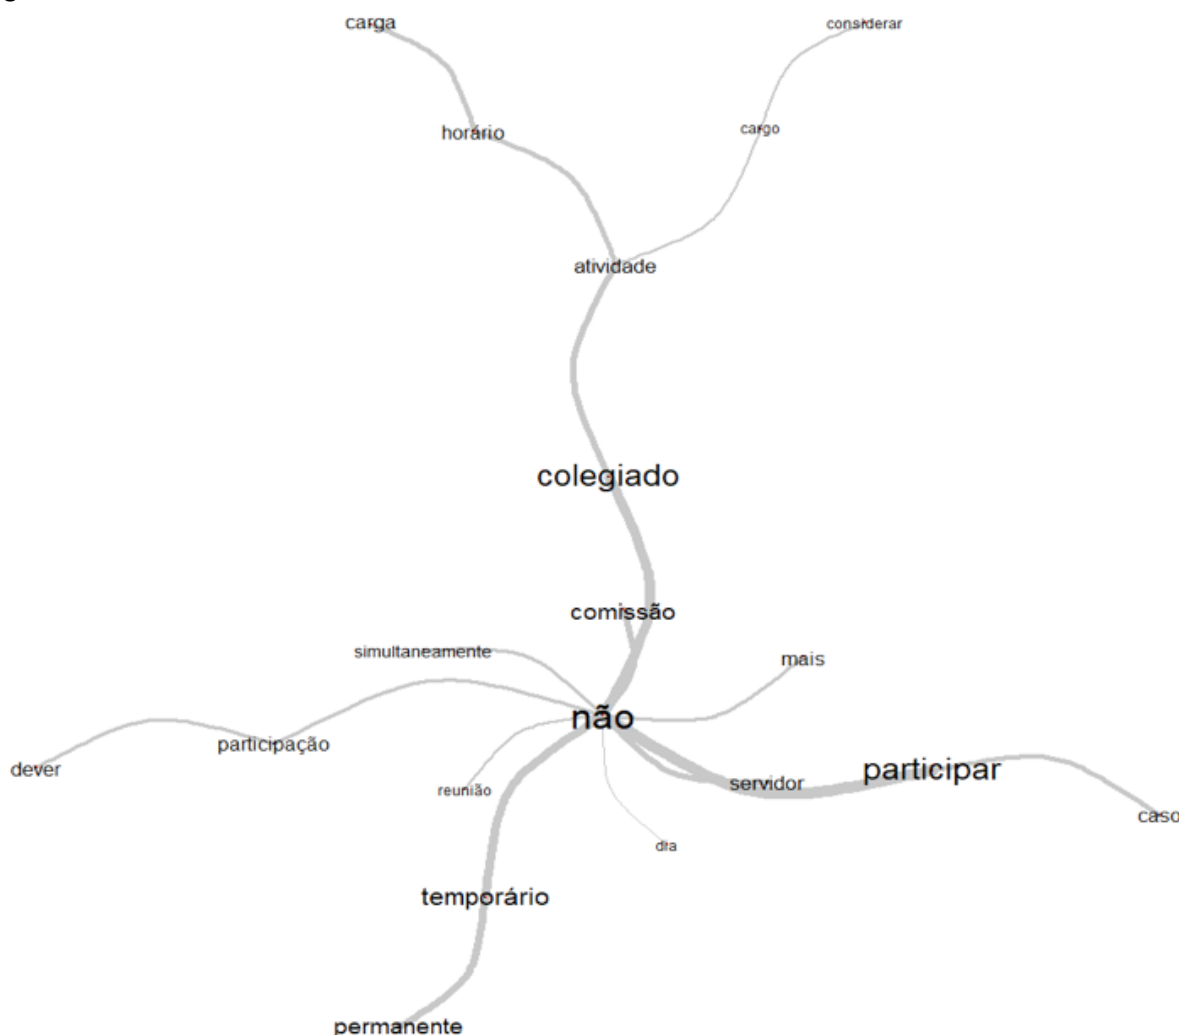 carga
considerar
horário
cargo
atividade
colegiado
comissão
simultaneamente
mais
não
participação
dever
participar
servidor
reunião
caso
dia
temporário
permanente